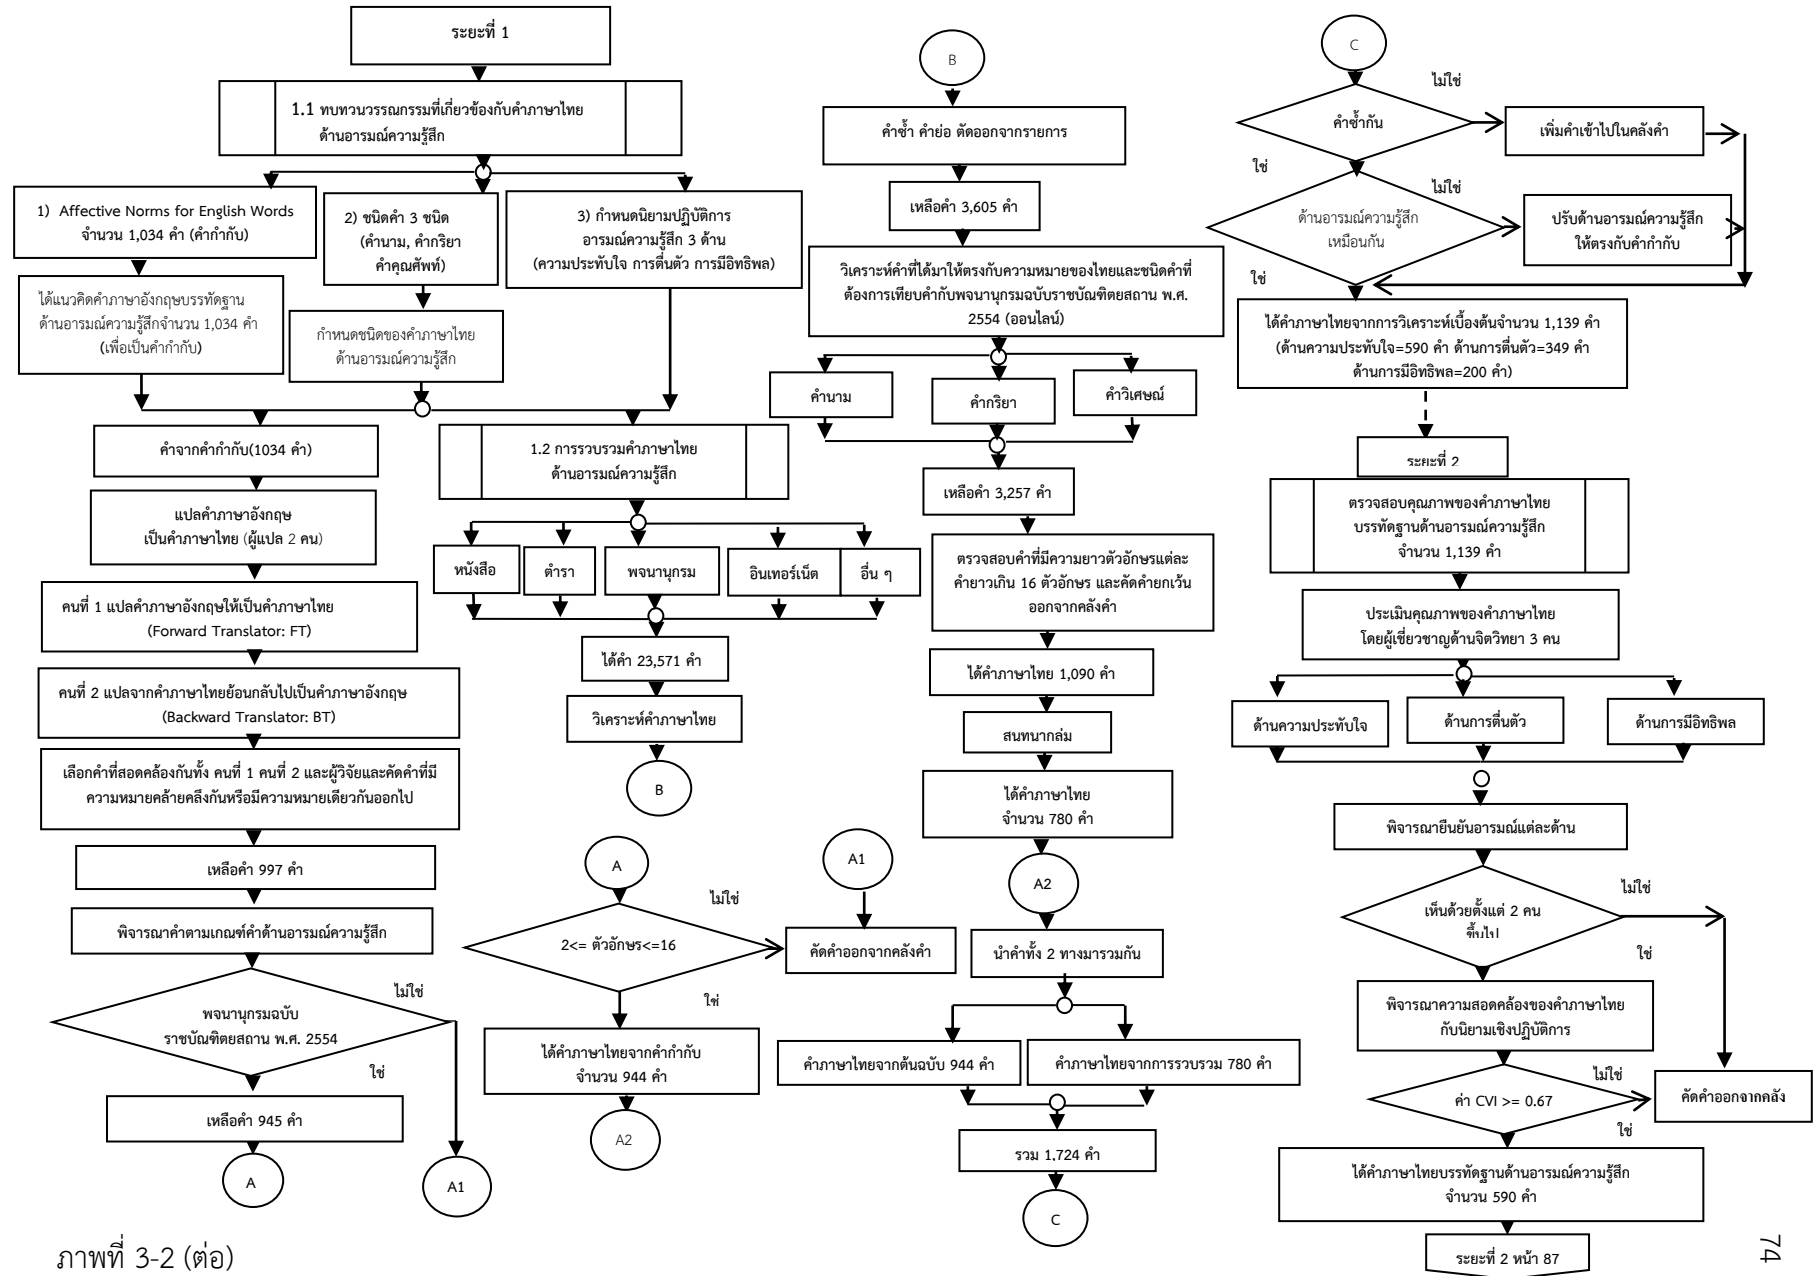 ระยะที่ 1
1.1 ทบทวนวรรณกรรมที่เกี่ยวข้องกับคำภาษาไทย
ด้านอารมณ์ความรู้สึก
1) Affective Norms for English Words
จำนวน 1,034 คำ (คำกำกับ)
2) ชนิดคำ 3 ชนิด
(คำนาม, คำกริยา
คำคุณศัพท์)
3) กำหนดนิยามปฏิบัติการ
อารมณ์ความรู้สึก 3 ด้าน
(ความประทับใจ การตื่นตัว การมีอิทธิพล)
ได้แนวคิดคำภาษาอังกฤษบรรทัดฐาน
ด้านอารมณ์ความรู้สึกจำนวน 1,034 คำ
(เพื่อเป็นคำกำกับ)
กำหนดชนิดของคำภาษาไทย
ด้านอารมณ์ความรู้สึก
คำจากคำกำกับ(1034 คำ)
แปลคำภาษาอังกฤษ
เป็นคำภาษาไทย (ผู้แปล 2 คน)
คนที่ 1 แปลคำภาษาอังกฤษให้เป็นคำภาษาไทย
(Forward Translator: FT)
คนที่ 2 แปลจากคำภาษาไทยย้อนกลับไปเป็นคำภาษาอังกฤษ
(Backward Translator: BT)
เลือกคำที่สอดคล้องกันทั้ง คนที่ 1 คนที่ 2 และผู้วิจัยและคัดคำที่มี
ความหมายคล้ายคลึงกันหรือมีความหมายเดียวกันออกไป
เหลือคำ 997 คำ
พิจารณาคำตามเกณฑ์คำด้านอารมณ์ความรู้สึก
ไม่ใช่
พจนานุกรมฉบับ
ราชบัณฑิตยสถาน พ.ศ. 2554
ใช่
เหลือคำ 945 คำ
A
A1
1.2 การรวบรวมคำภาษาไทย
ด้านอารมณ์ความรู้สึก
หนังสือ
ตำรา
พจนานุกรม
อินเทอร์เน็ต
อื่น ๆ
ได้คำ 23,571 คำ
วิเคราะห์คำภาษาไทย
B
A
ไม่ใช่
2<= ตัวอักษร<=16
ใช่
ได้คำภาษาไทยจากคำกำกับ
จำนวน 944 คำ
A2
A1
คัดคำออกจากคลังคำ
B
คำซ้ำ คำย่อ ตัดออกจากรายการ
เหลือคำ 3,605 คำ
วิเคราะห์คำที่ได้มาให้ตรงกับความหมายของไทยและชนิดคำที่
ต้องการเทียบคำกับพจนานุกรมฉบับราชบัณฑิตยสถาน พ.ศ.
2554 (ออนไลน์)
คำนาม
คำกริยา
คำวิเศษณ์
เหลือคำ 3,257 คำ
ตรวจสอบคำที่มีความยาวตัวอักษรแต่ละ
คำยาวเกิน 16 ตัวอักษร และคัดคำยกเว้น
ออกจากคลังคำ
ได้คำภาษาไทย 1,090 คำ
สนทนากลุ่ม
ได้คำภาษาไทย
จำนวน 780 คำ
A2
นำคำทั้ง 2 ทางมารวมกัน
คำภาษาไทยจากต้นฉบับ 944 คำ
คำภาษาไทยจากการรวบรวม 780 คำ
รวม 1,724 คำ
C
C
ไม่ใช่
คำซ้ำกัน
เพิ่มคำเข้าไปในคลังคำ
ใช่
ไม่ใช่
ด้านอารมณ์ความรู้สึก
เหมือนกัน
ปรับด้านอารมณ์ความรู้สึก
ให้ตรงกับคำกำกับ
ใช่
ได้คำภาษาไทยจากการวิเคราะห์เบื้องต้นจำนวน 1,139 คำ
(ด้านความประทับใจ=590 คำ ด้านการตื่นตัว=349 คำ
ด้านการมีอิทธิพล=200 คำ)
ระยะที่ 2
ตรวจสอบคุณภาพของคำภาษาไทย
บรรทัดฐานด้านอารมณ์ความรู้สึก
จำนวน 1,139 คำ
ประเมินคุณภาพของคำภาษาไทย
โดยผู้เชี่ยวชาญด้านจิตวิทยา 3 คน
ด้านความประทับใจ
ด้านการตื่นตัว
ด้านการมีอิทธิพล
พิจารณายืนยันอารมณ์แต่ละด้าน
ไม่ใช่
เห็นด้วยตั้งแต่ 2 คน
ขึ้นไป
ใช่
พิจารณาความสอดคล้องของคำภาษาไทย
กับนิยามเชิงปฏิบัติการ
ไม่ใช่
ค่า CVI >= 0.67
คัดคำออกจากคลัง
ใช่
ได้คำภาษาไทยบรรทัดฐานด้านอารมณ์ความรู้สึก
จำนวน 590 คำ
ระยะที่ 2 หน้า 87
ภาพที่ 3-2 (ต่อ)
74